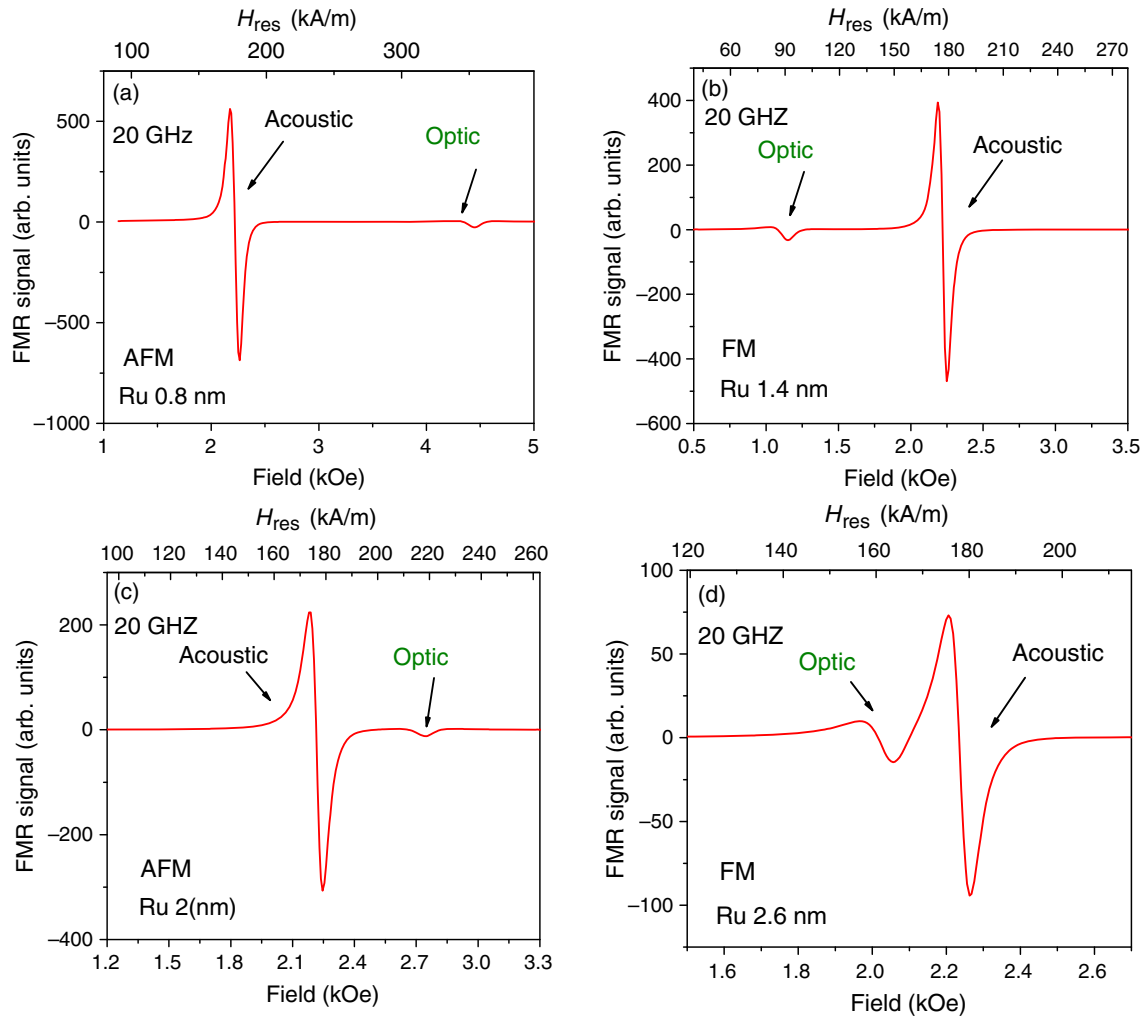 H_res (kA/m)
100 200 300
(a)
500
20 GHz
Acoustic
Optic
0
−500
AFM
Ru 0.8 nm
−1000
1 2 3 4 5
Field (kOe)
FMR signal (arb. units)
H_res (kA/m)
60 90 120 150 180 210 240 270
(b)
400
20 GHZ
Optic
Acoustic
200
0
−200
−400
FM
Ru 1.4 nm
−600
0.5 1.0 1.5 2.0 2.5 3.0 3.5
Field (kOe)
FMR signal (arb. units)
H_res (kA/m)
100 120 140 160 180 200 220 240 260
(c)
20 GHZ
200
Acoustic
Optic
0
−200
AFM
Ru 2(nm)
−400
1.2 1.5 1.8 2.1 2.4 2.7 3.0 3.3
Field (kOe)
FMR signal (arb. units)
H_res (kA/m)
120 140 160 180 200
100
(d)
20 GHZ
50
Optic
Acoustic
0
−50
FM
Ru 2.6 nm
−100
1.6 2.0 2.2 2.4 2.6
1.8
Field (kOe)
FMR signal (arb. units)